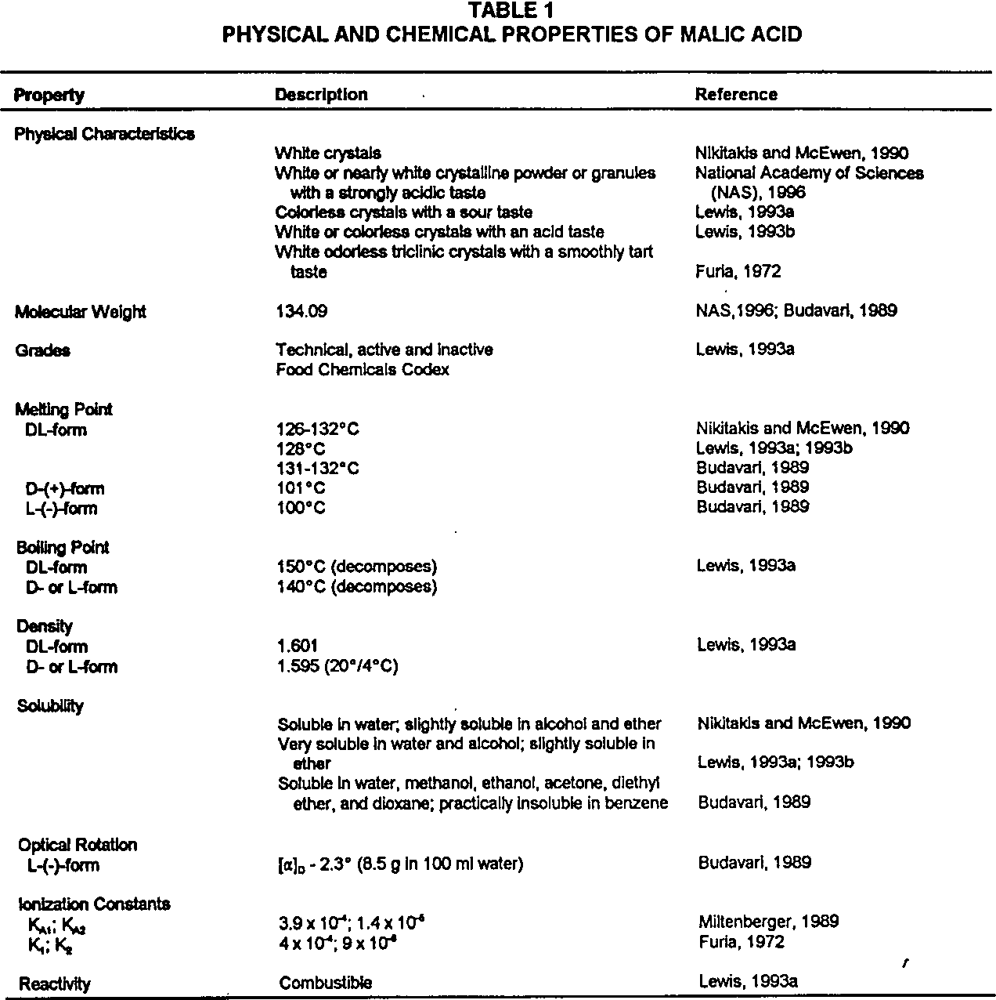 TABLE 1
PHYSICAL AND CHEMICAL PROPERTIES OF MALIC ACID
Property Description Reference
Physical Characteristics
White crystals Nikitakis and McEwen, 1990
White or nearly white crystalline powder or granules National Academy of Sciences
with a strongly acidic taste (NAS), 1996
Colorless crystals with a sour taste Lewis, 1993a
White or colorless crystals with an acid taste Lewis, 1993b
White odorless triclinic crystals with a smoothly tart
taste Furia, 1972
Molecular Weight 134.09 NAS,1996; Budavari, 1989
Grades Technical, active and inactive Lewis, 1993a
Food Chemicals Codex
Melting Point
DL-form 126-132°C Nikitakis and McEwen, 1990
128°C Lewis, 1993a; 1993b
131-132°C Budavari, 1989
D-(+)-form 101°C Budavari, 1989
L-(-)-form 100°C Budavari, 1989
Boiling Point
DL-form 150°C (decomposes) Lewis, 1993a
D- or L-form 140°C (decomposes)
Density
DL-form 1.601 Lewis, 1993a
D- or L-form 1.595 (20°/4°C)
Solubility
Soluble in water; slightly soluble in alcohol and ether Nikitakis and McEwen, 1990
Very soluble in water and alcohol; slightly soluble in
ether Lewis, 1993a; 1993b
Soluble in water, methanol, ethanol, acetone, diethyl
ether, and dioxane; practically insoluble in benzene Budavari, 1989
Optical Rotation
L-(-)-form [α]D - 2.3° (8.5 g in 100 ml water) Budavari, 1989
Ionization Constants
KA1; KA2 3.9 x 10⁻⁴; 1.4 x Miltenberger, 1989
K1; K2 4 x 10⁻⁴; 9 x Furia, 1972
Reactivity Combustible Lewis, 1993a